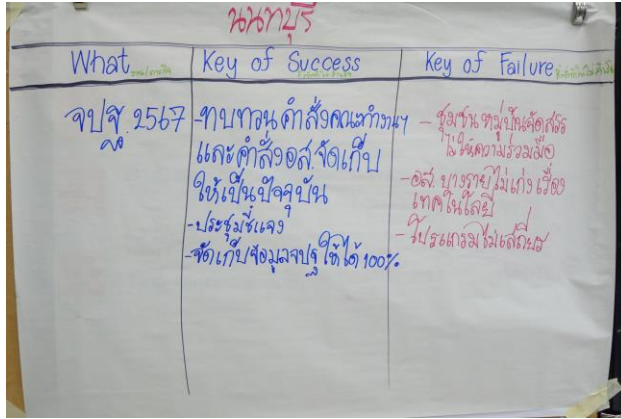 นนทบุรี
What
Key of Success
Key of Failure
จปฐ. 2567
-ทบทวนคำสั่งคณะทำงานฯ
และคำสั่งอส.จัดเก็บ
ให้เป็นปัจจุบัน
-ประชุมชี้แจง
-จัดเก็บข้อมูลจปฐ ให้ได้ 100%
- ชุมชน หมู่บ้านจัดสรร
ไม่ให้ความร่วมมือ
-อส. บางรายไม่เก่งเรื่อง
เทคโนโลยี
- โปรแกรมไม่เสถียร